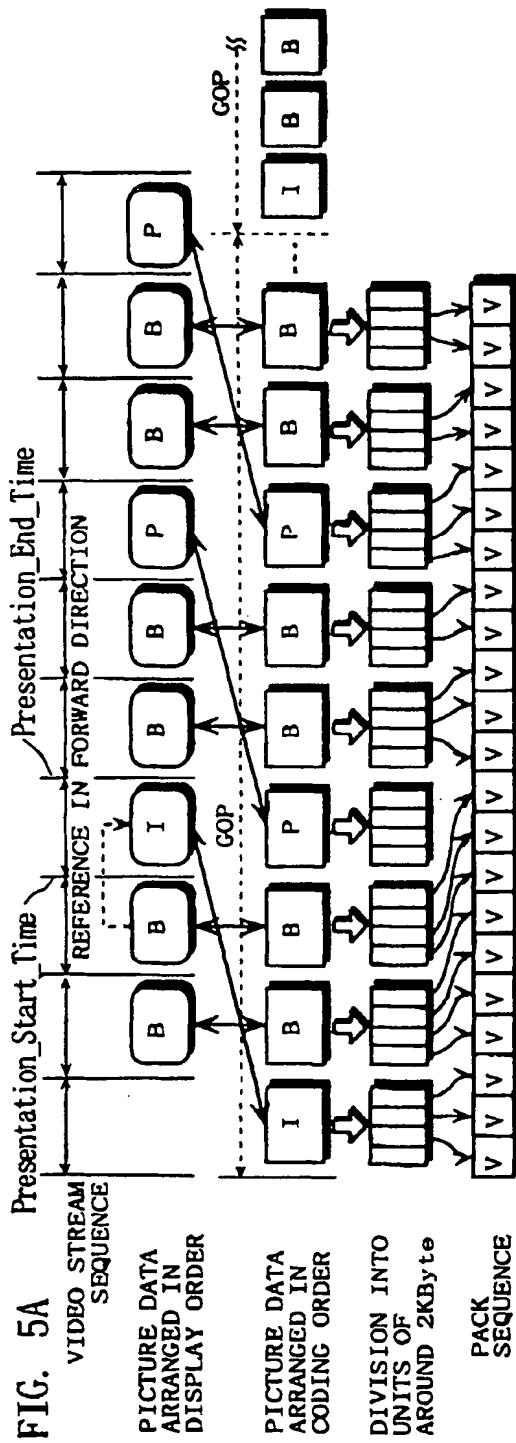 FIG. 5A
Presentation_Start_Time
Presentation_End_Time
VIDEO STREAM
SEQUENCE
REFERENCE IN FORWARD DIRECTION
PICTURE DATA
ARRANGED IN
DISPLAY ORDER
B B I B B P B B P
GOP GOP
PICTURE DATA
ARRANGED IN
CODING ORDER
I B B P B B P B B I B B
DIVISION INTO
UNITS OF
AROUND 2KByte
PACK
SEQUENCE
V V V V V V V V V V V V V V V V V V V V V